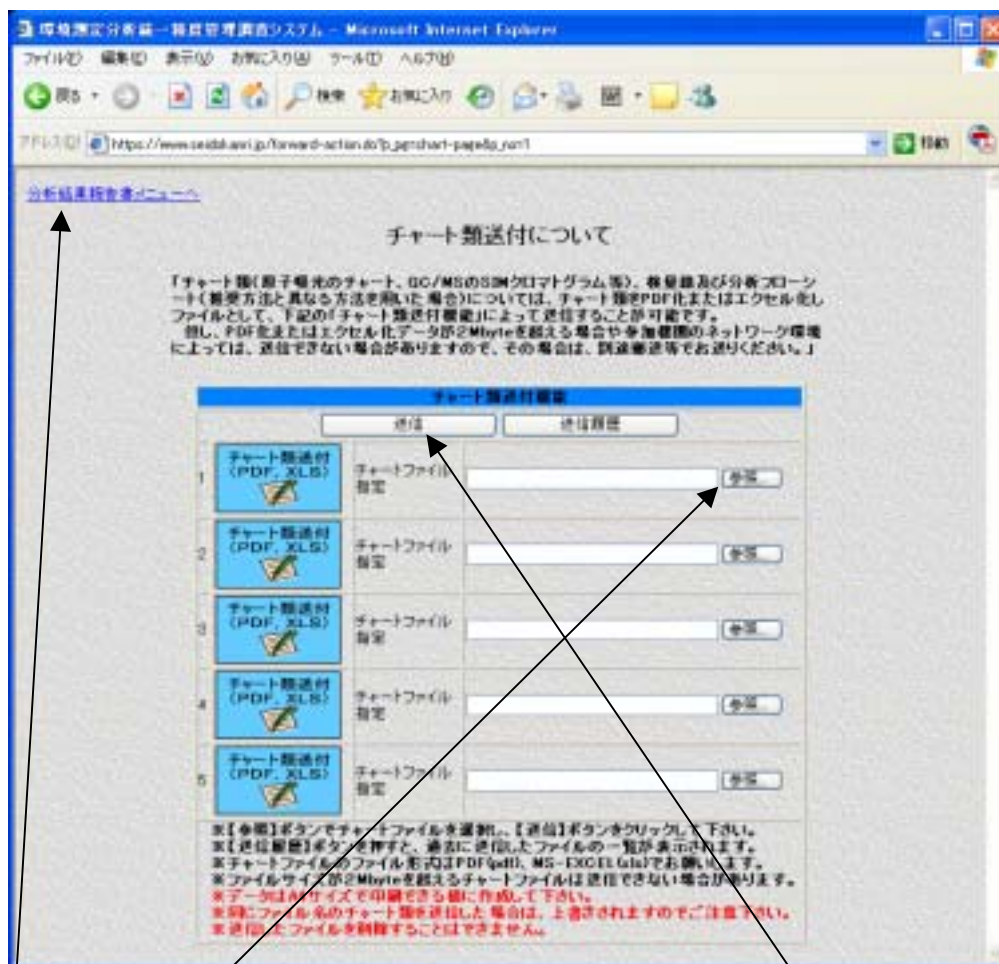 環境測定分析統一精度管理調査システム - Microsoft Internet Explorer
ファイル(F) 編集(E) 表示(V) お気に入り(A) ツール(T) ヘルプ(H)
戻る 検索 お気に入り
アドレス(D) 移動
分析結果報告書メニューへ
チャート類送付について
「チャート類(原子吸光のチャート、GC/MSのSIMクロマトグラム等)、検量線及び分析フローシ
ート(推奨方法と異なる方法を用いた場合)については、チャート類をPDF化またはエクセル化し
ファイルとして、下記の「チャート類送付機能」によって送信することが可能です。
但し、PDF化またはエクセル化データが2Mbyteを超える場合や参加機関のネットワーク環境
によっては、送信できない場合がありますので、その場合は、別途郵送等でお送りください。」
チャート類送付機能
送信 送信履歴
1 チャート類送付 (PDF, XLS) チャートファイル指定 参照...
2 チャート類送付 (PDF, XLS) チャートファイル指定 参照...
3 チャート類送付 (PDF, XLS) チャートファイル指定 参照...
4 チャート類送付 (PDF, XLS) チャートファイル指定 参照...
5 チャート類送付 (PDF, XLS) チャートファイル指定 参照...
※【参照】ボタンでチャートファイルを選択し、【送信】ボタンをクリックして下さい。
※【送信履歴】ボタンを押すと、過去に送信したファイルの一覧が表示されます。
※チャートファイルのファイル形式はPDF(pdf)、MS-EXCEL(xls)でお願いします。
※ファイルサイズが2Mbyteを超えるチャートファイルは送信できない場合があります。
※データはA4サイズで印刷できる様に作成して下さい。
※同じファイル名のチャート類を送信した場合は、上書きされますのでご注意下さい。
※送信したファイルを削除することはできません。